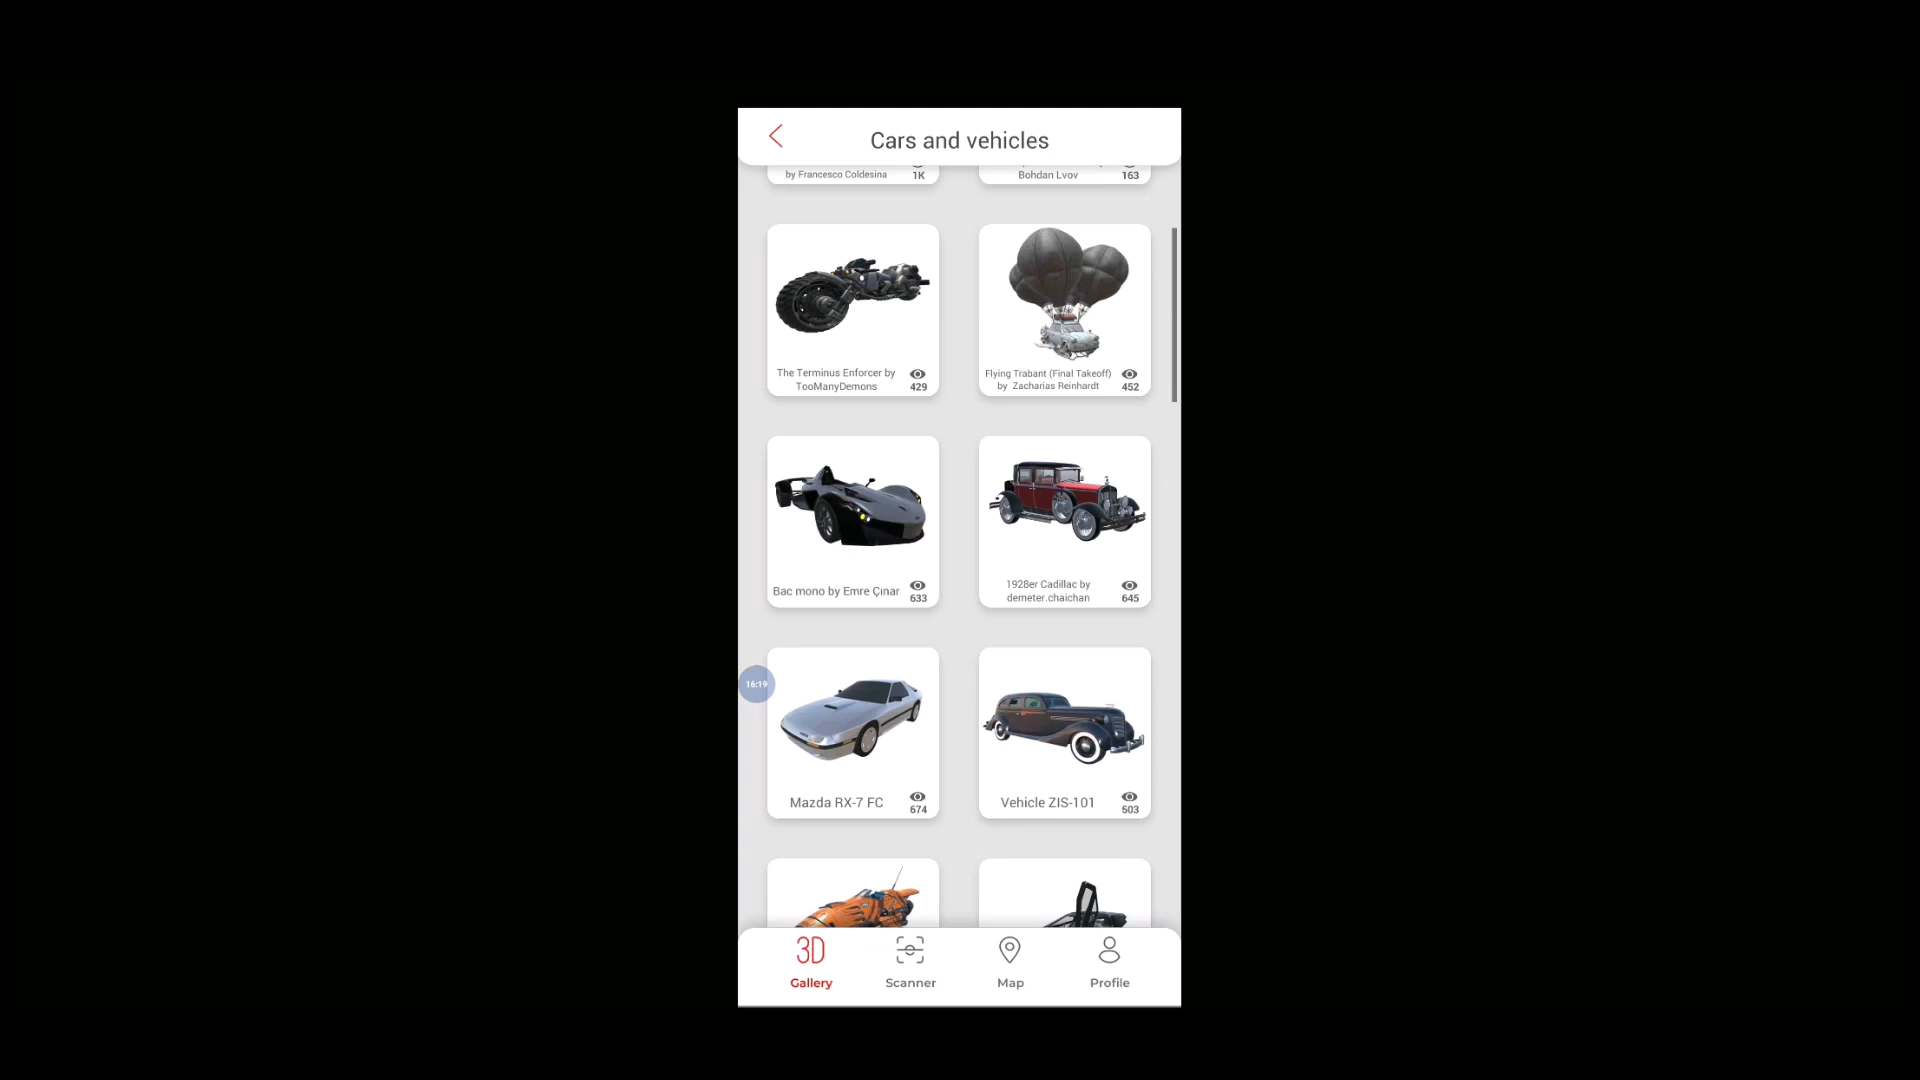 Cars and vehicles
by Francesco Coldesina
1K
Bohdan Lvov
163
The Terminus Enforcer by
TooManyDemons
429
Flying Trabant (Final Takeoff)
by Zacharias Reinhardt
452
Bac mono by Emre Çınar
633
1928er Cadillac by
demeter.chaichan
645
16:19
Mazda RX-7 FC
674
Vehicle ZIS-101
503
3D
Gallery
Scanner
Map
Profile